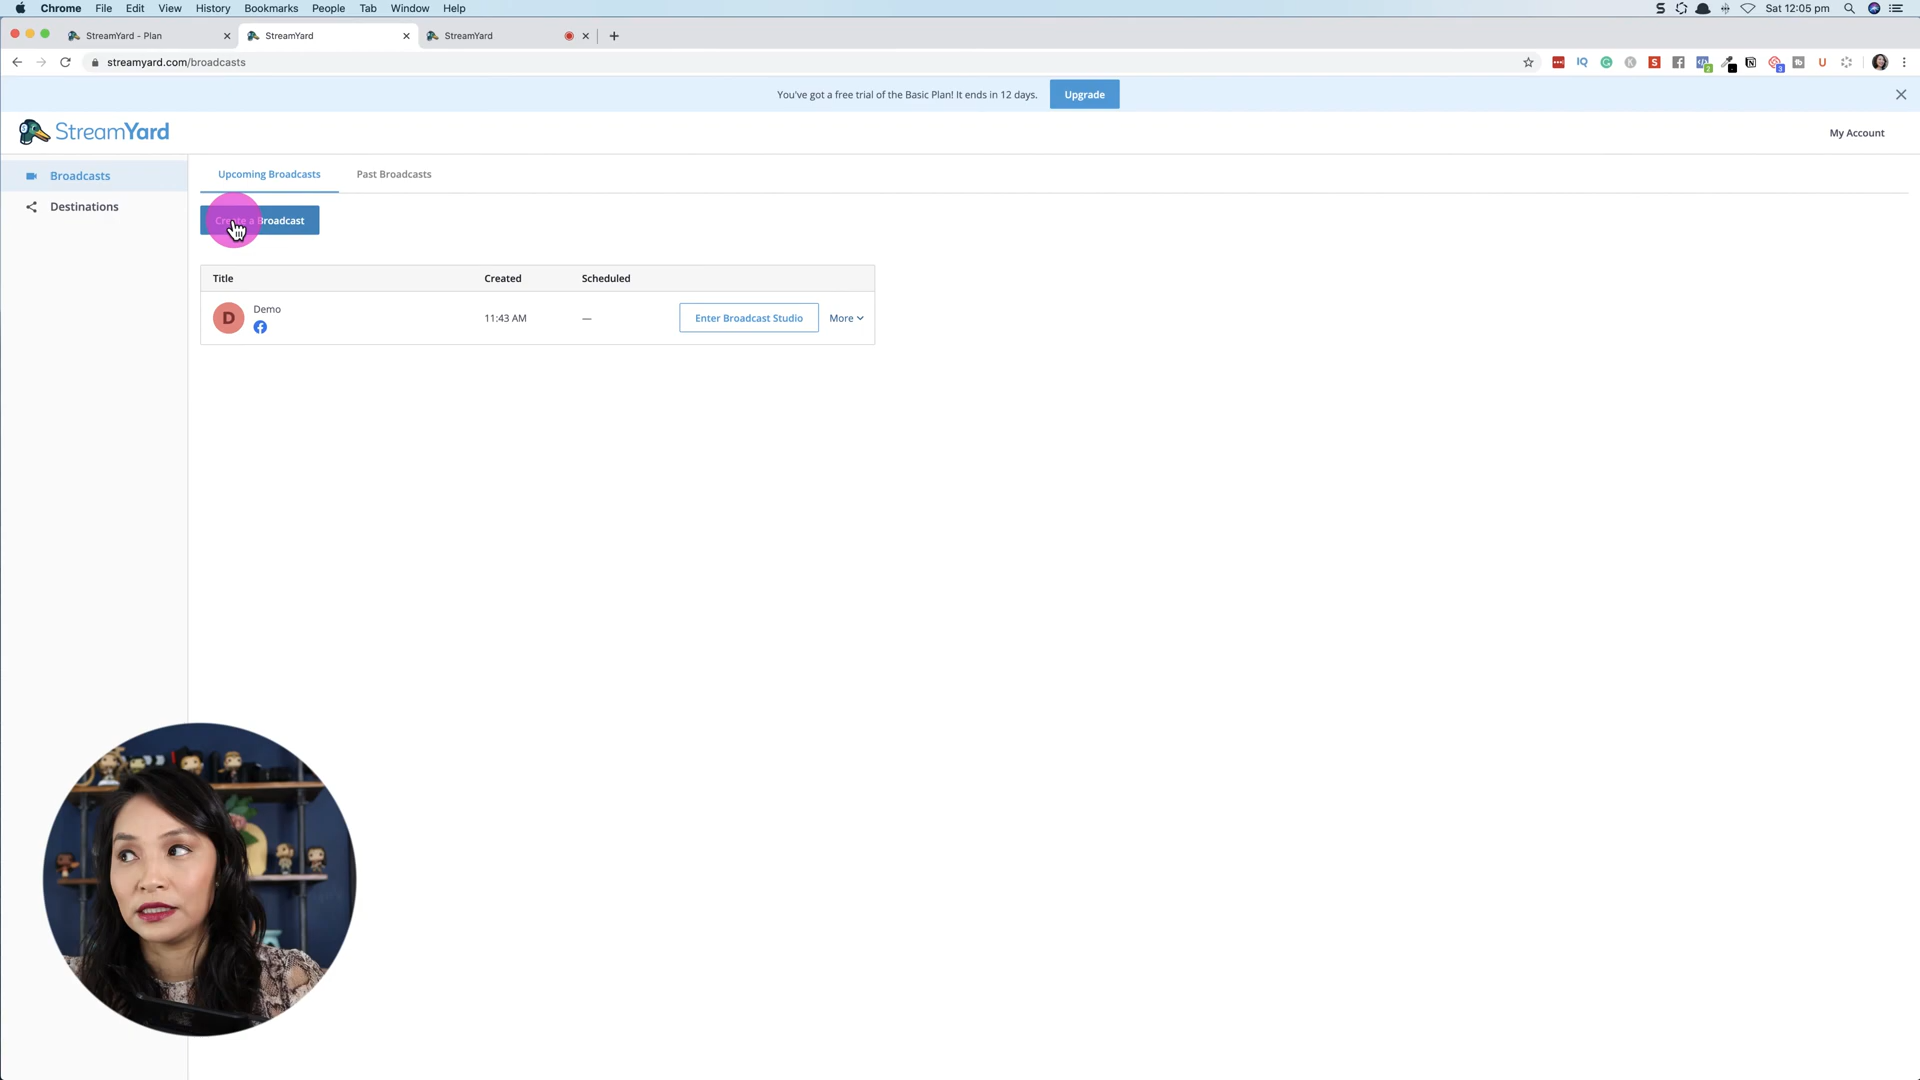 Chrome File Edit View History Bookmarks People Tab Window Help Sat 12:05 pm
StreamYard - Plan StreamYard StreamYard
streamyard.com/broadcasts
You've got a free trial of the Basic Plan! It ends in 12 days. Upgrade
StreamYard My Account
Broadcasts
Destinations
Upcoming Broadcasts Past Broadcasts
Create a Broadcast
Title Created Scheduled
D Demo 11:43 AM — Enter Broadcast Studio More